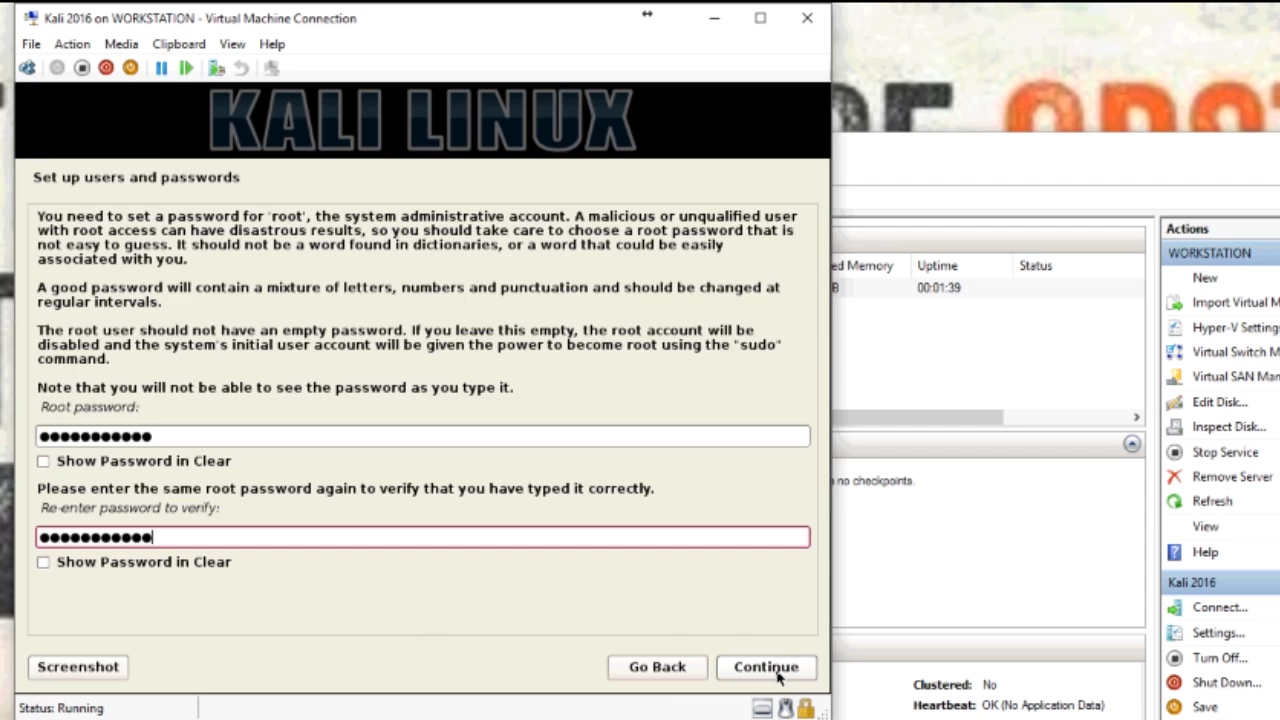 Kali 2016 on WORKSTATION - Virtual Machine Connection
File Action Media Clipboard View Help
KALI LINUX
Set up users and passwords
You need to set a password for 'root', the system administrative account. A malicious or unqualified user
with root access can have disastrous results, so you should take care to choose a root password that is
not easy to guess. It should not be a word found in dictionaries, or a word that could be easily
associated with you.
A good password will contain a mixture of letters, numbers and punctuation and should be changed at
regular intervals.
The root user should not have an empty password. If you leave this empty, the root account will be
disabled and the system's initial user account will be given the power to become root using the "sudo"
command.
Note that you will not be able to see the password as you type it.
Root password:
●●●●●●●●●●●
Show Password in Clear
Please enter the same root password again to verify that you have typed it correctly.
Re-enter password to verify:
●●●●●●●●●●●
Show Password in Clear
Screenshot Go Back Continue
Status: Running
Memory Uptime Status
00:01:39
no checkpoints.
Clustered: No
Heartbeat: OK (No Application Data)
Actions
WORKSTATION
New
Import Virtual M
Hyper-V Settings
Virtual Switch M
Virtual SAN Man
Edit Disk...
Inspect Disk...
Stop Service
Remove Server
Refresh
View
Help
Kali 2016
Connect...
Settings...
Turn Off...
Shut Down...
Save